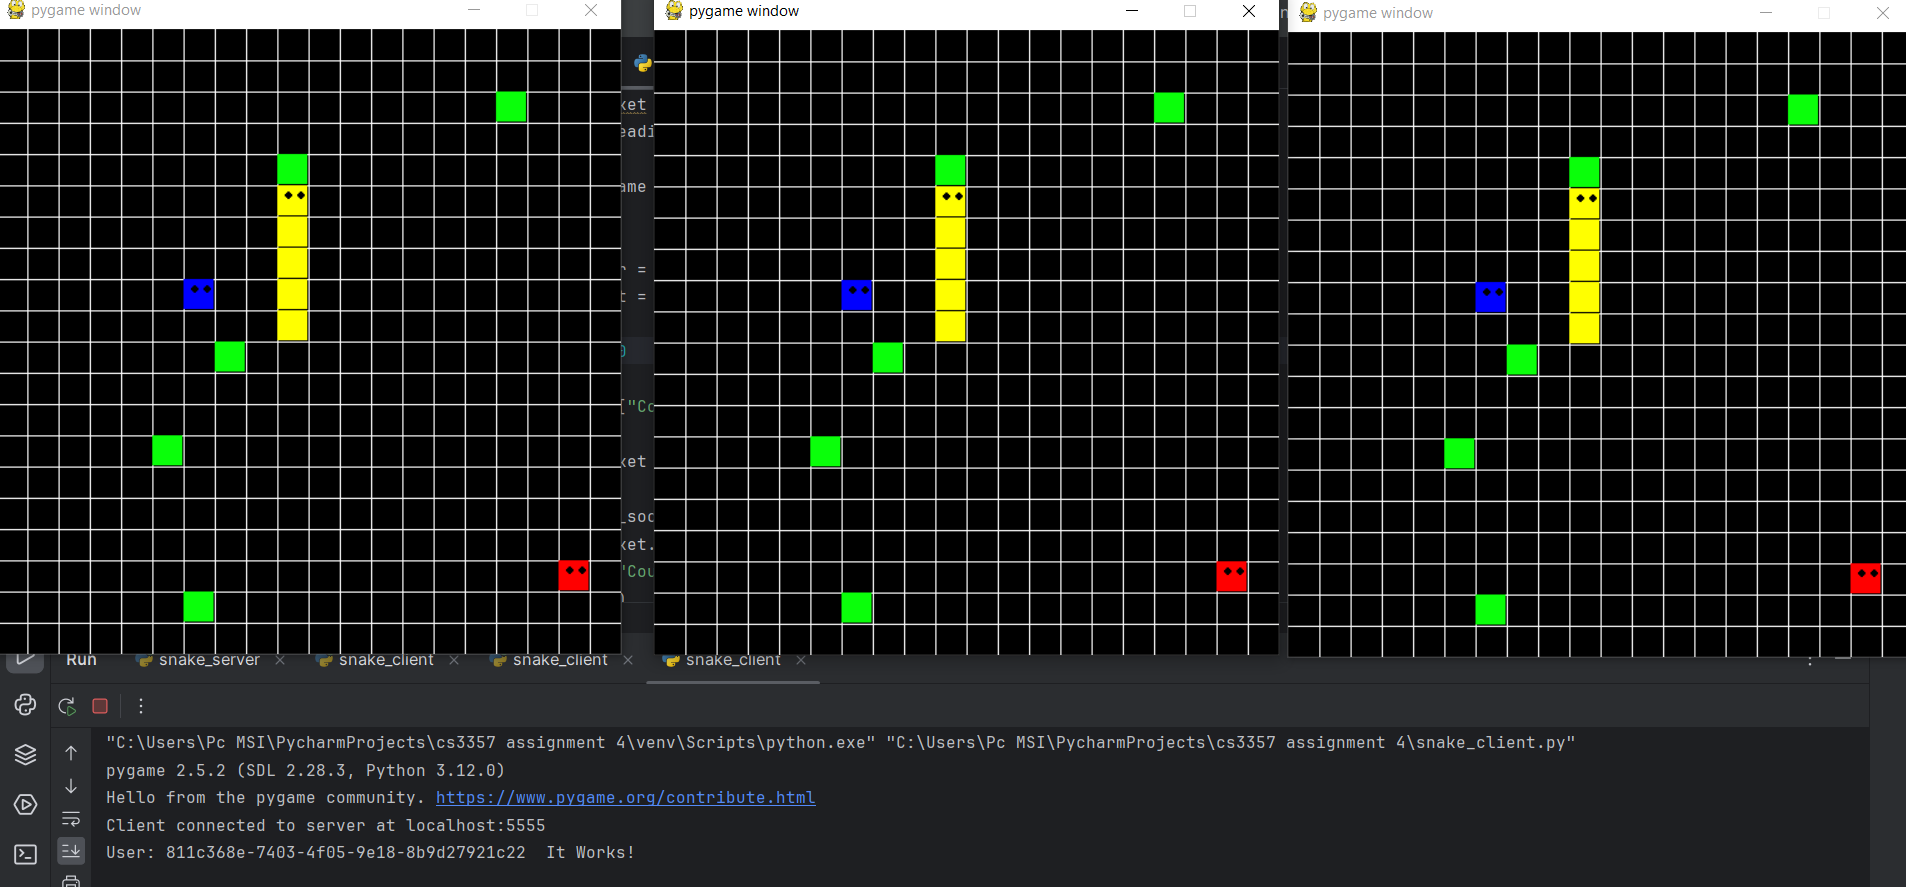 pygame window
pygame window
pygame window
ket
eadi
ame
r =
t =
0
["Co
ket
_soc
ket.
"Cou
Run snake_server snake_client snake_client snake_client
"C:\Users\Pc MSI\PycharmProjects\cs3357 assignment 4\venv\Scripts\python.exe" "C:\Users\Pc MSI\PycharmProjects\cs3357 assignment 4\snake_client.py"
pygame 2.5.2 (SDL 2.28.3, Python 3.12.0)
Hello from the pygame community. https://www.pygame.org/contribute.html
Client connected to server at localhost:5555
User: 811c368e-7403-4f05-9e18-8b9d27921c22  It Works!